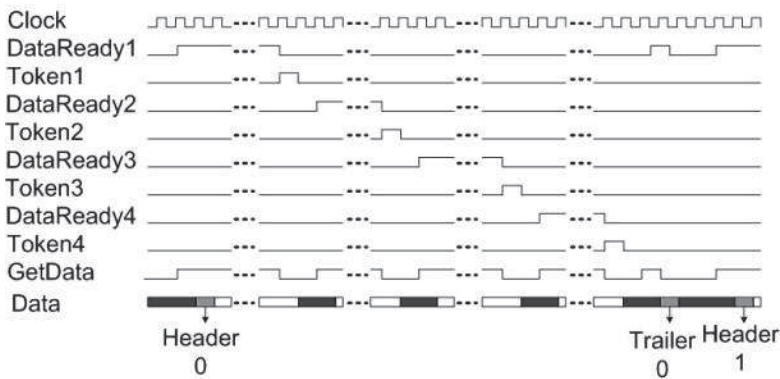 Clock
DataReady1
Token1
DataReady2
Token2
DataReady3
Token3
DataReady4
Token4
GetData
Data
Header Trailer Header
0 0 1